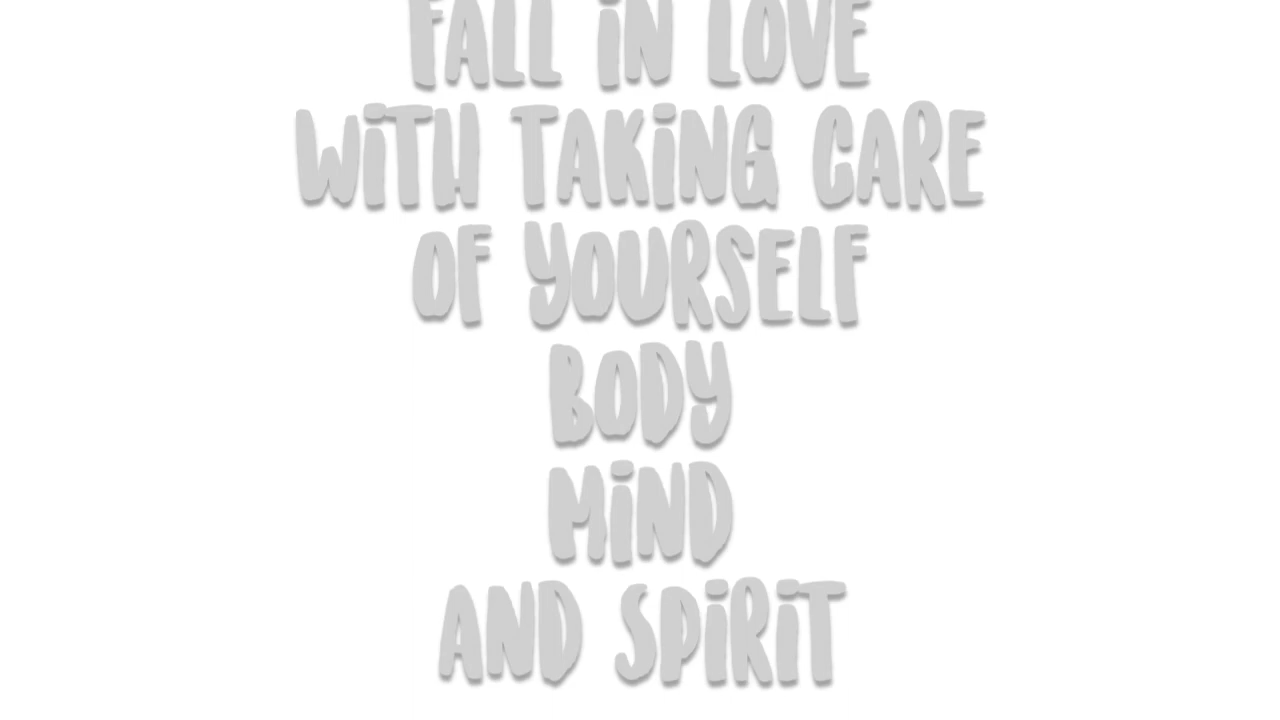 FALL iN LOVE
WiTH TAKiNG CARE
OF YOURSELF
BODY
MiND
AND SPiRiT